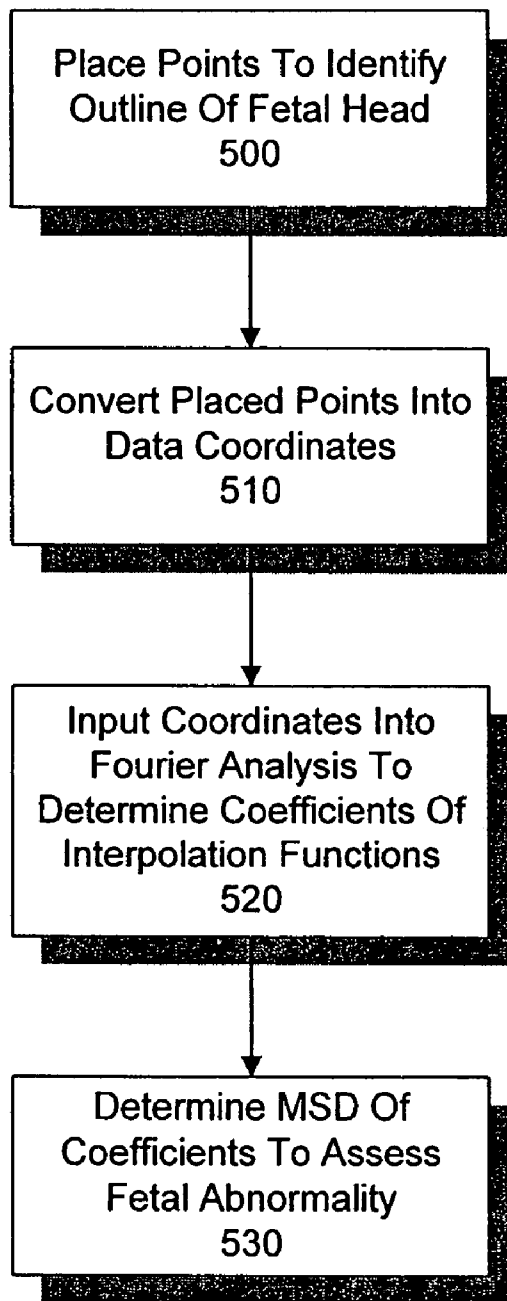 Place Points To Identify
Outline Of Fetal Head
500
Convert Placed Points Into
Data Coordinates
510
Input Coordinates Into
Fourier Analysis To
Determine Coefficients Of
Interpolation Functions
520
Determine MSD Of
Coefficients To Assess
Fetal Abnormality
530